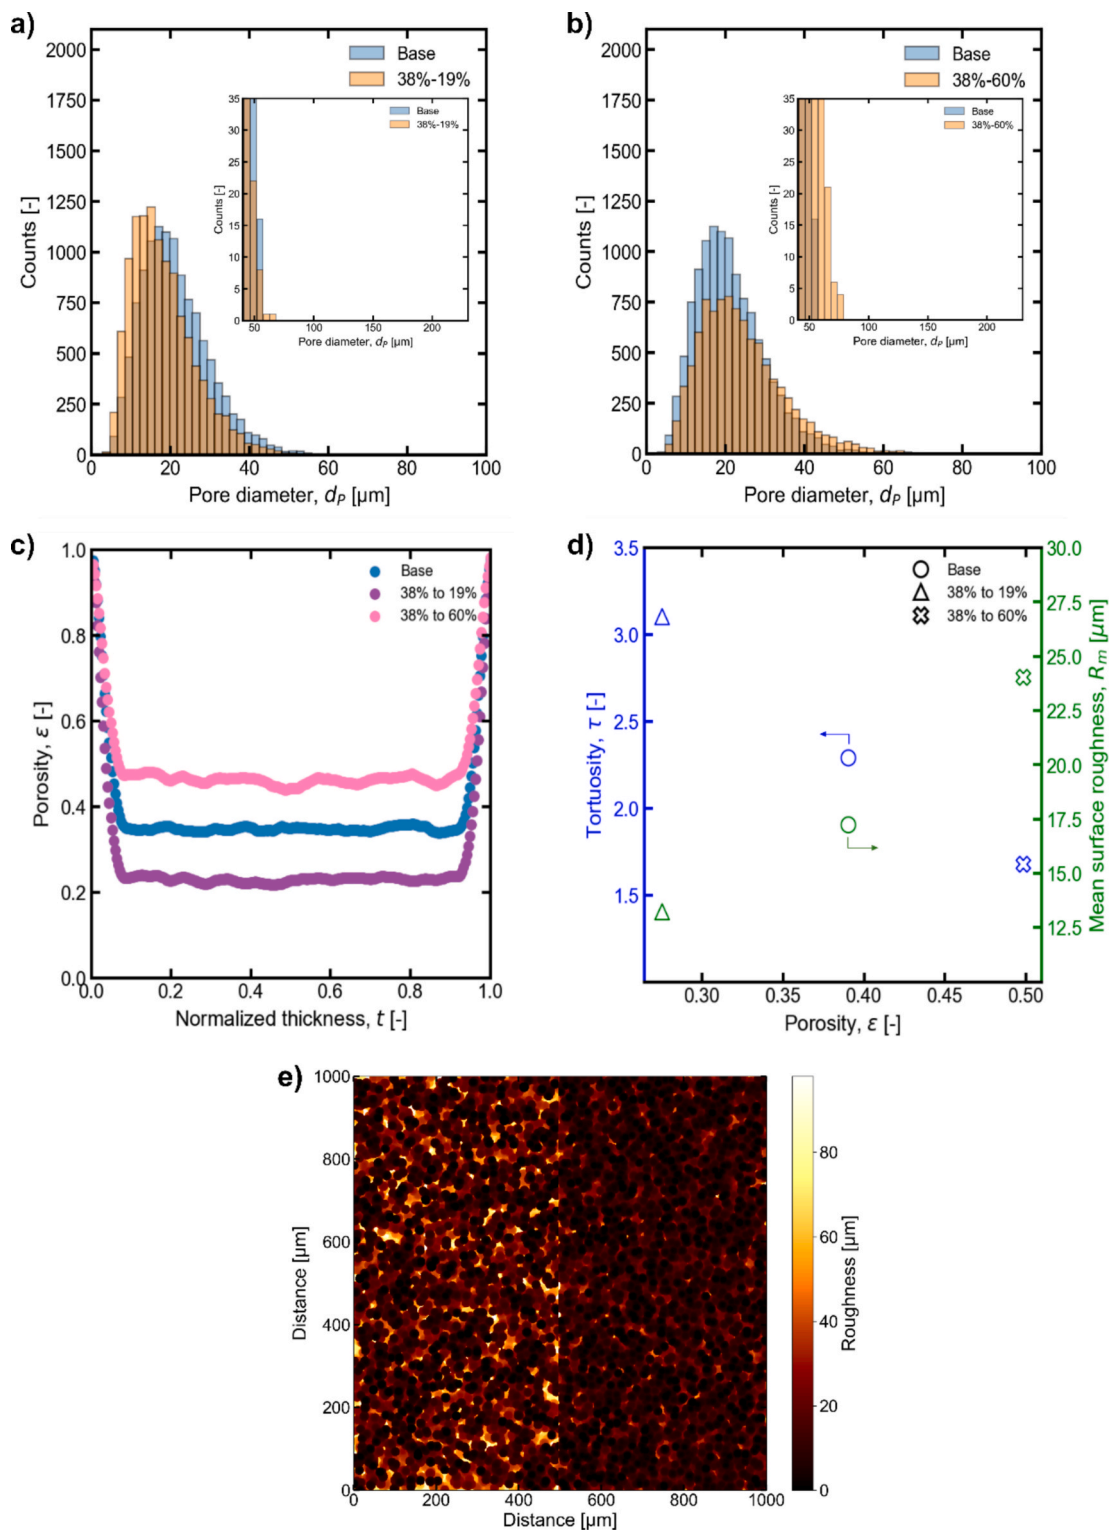 a)
2000
1750
1500
1250
1000
750
500
250
0
Counts [-]
Base
38%-19%
35
30
25
20
15
10
5
0
Counts [-]
Base
38%-19%
50 100 150 200
Pore diameter, dP [µm]
0 20 40 60 80 100
Pore diameter, dP [µm]
b)
2000
1750
1500
1250
1000
750
500
250
0
Counts [-]
Base
38%-60%
35
30
25
20
15
10
5
0
Counts [-]
Base
38%-60%
50 100 150 200
Pore diameter, dP [µm]
0 20 40 60 80 100
Pore diameter, dP [µm]
c)
1.0
0.8
0.6
0.4
0.2
0.0
Porosity, ε [-]
Base
38% to 19%
38% to 60%
0.0 0.2 0.4 0.6 0.8 1.0
Normalized thickness, t [-]
d)
3.5
3.0
2.5
2.0
1.5
Tortuosity, τ [-]
Base
38% to 19%
38% to 60%
30.0
27.5
25.0
22.5
20.0
17.5
15.0
12.5
Mean surface roughness, Rm [µm]
0.30 0.35 0.40 0.45 0.50
Porosity, ε [-]
e)
1000
800
600
400
200
0
Distance [µm]
0 200 400 600 800 1000
Distance [µm]
80
60
40
20
0
Roughness [µm]